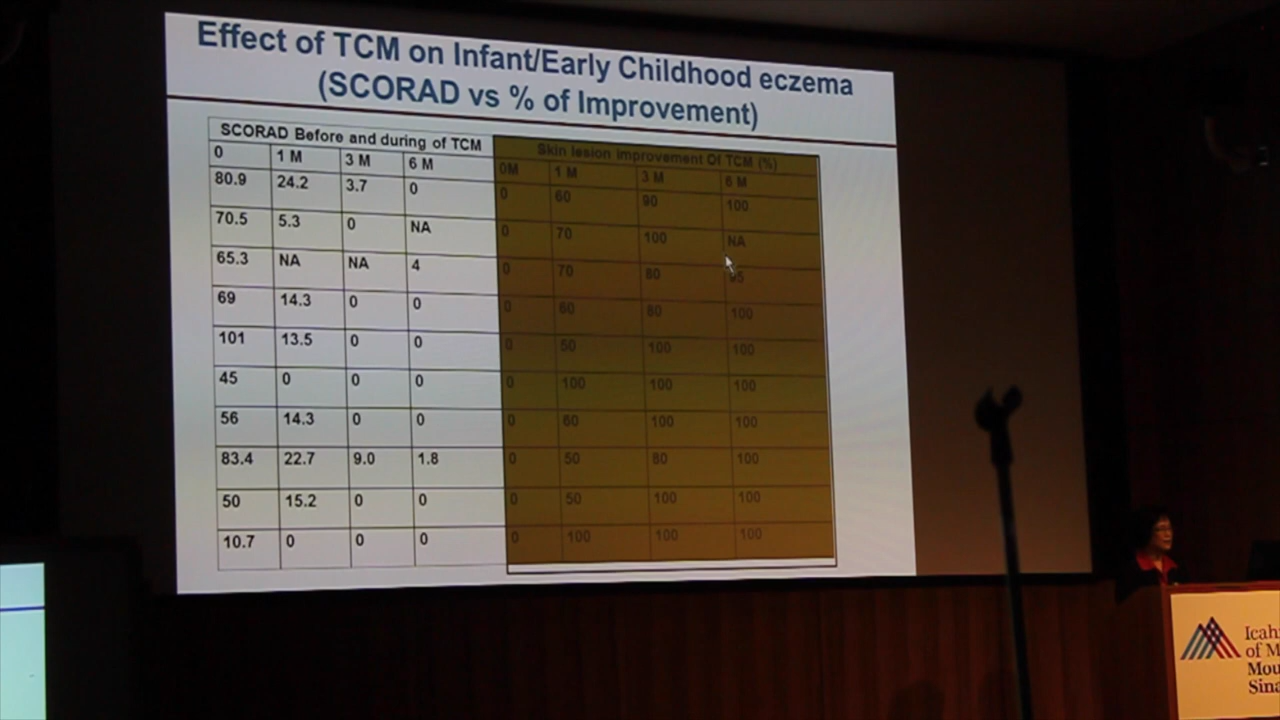 Effect of TCM on Infant/Early Childhood eczema
(SCORAD vs % of Improvement)
SCORAD Before and during of TCM Skin lesion improvement Of TCM (%)
0 1 M 3 M 6 M 0M 1 M 3 M 6 M
80.9 24.2 3.7 0 0 60 90 100
70.5 5.3 0 NA 0 70 100 NA
65.3 NA NA 4 0 70 80 95
69 14.3 0 0 0 60 80 100
101 13.5 0 0 0 50 100 100
45 0 0 0 0 100 100 100
56 14.3 0 0 0 60 100 100
83.4 22.7 9.0 1.8 0 50 80 100
50 15.2 0 0 0 50 100 100
10.7 0 0 0 0 100 100 100
Icah
of M
Mou
Sina